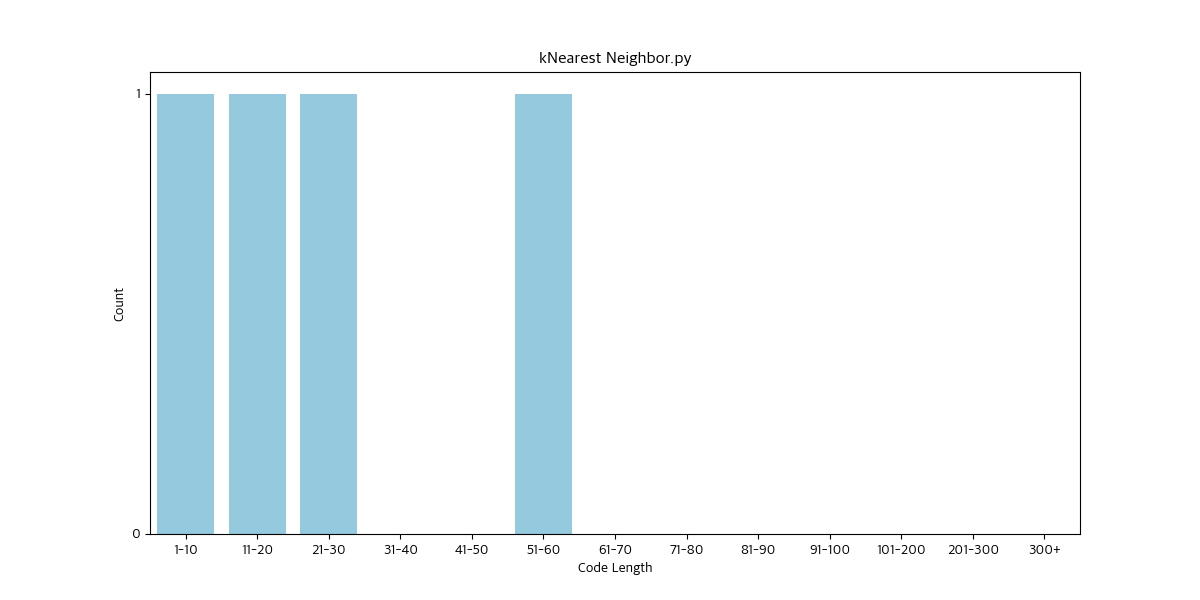 kNearest Neighbor.py
1
Count
0
1-10 11-20 21-30 31-40 41-50 51-60 61-70 71-80 81-90 91-100 101-200 201-300 300+
Code Length